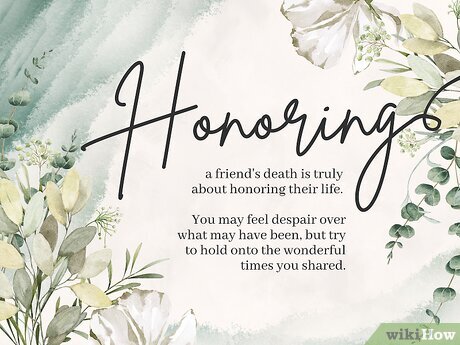 Honoring
a friend's death is truly
about honoring their life.
You may feel despair over
what may have been, but try
to hold onto the wonderful
times you shared.
wikiHow